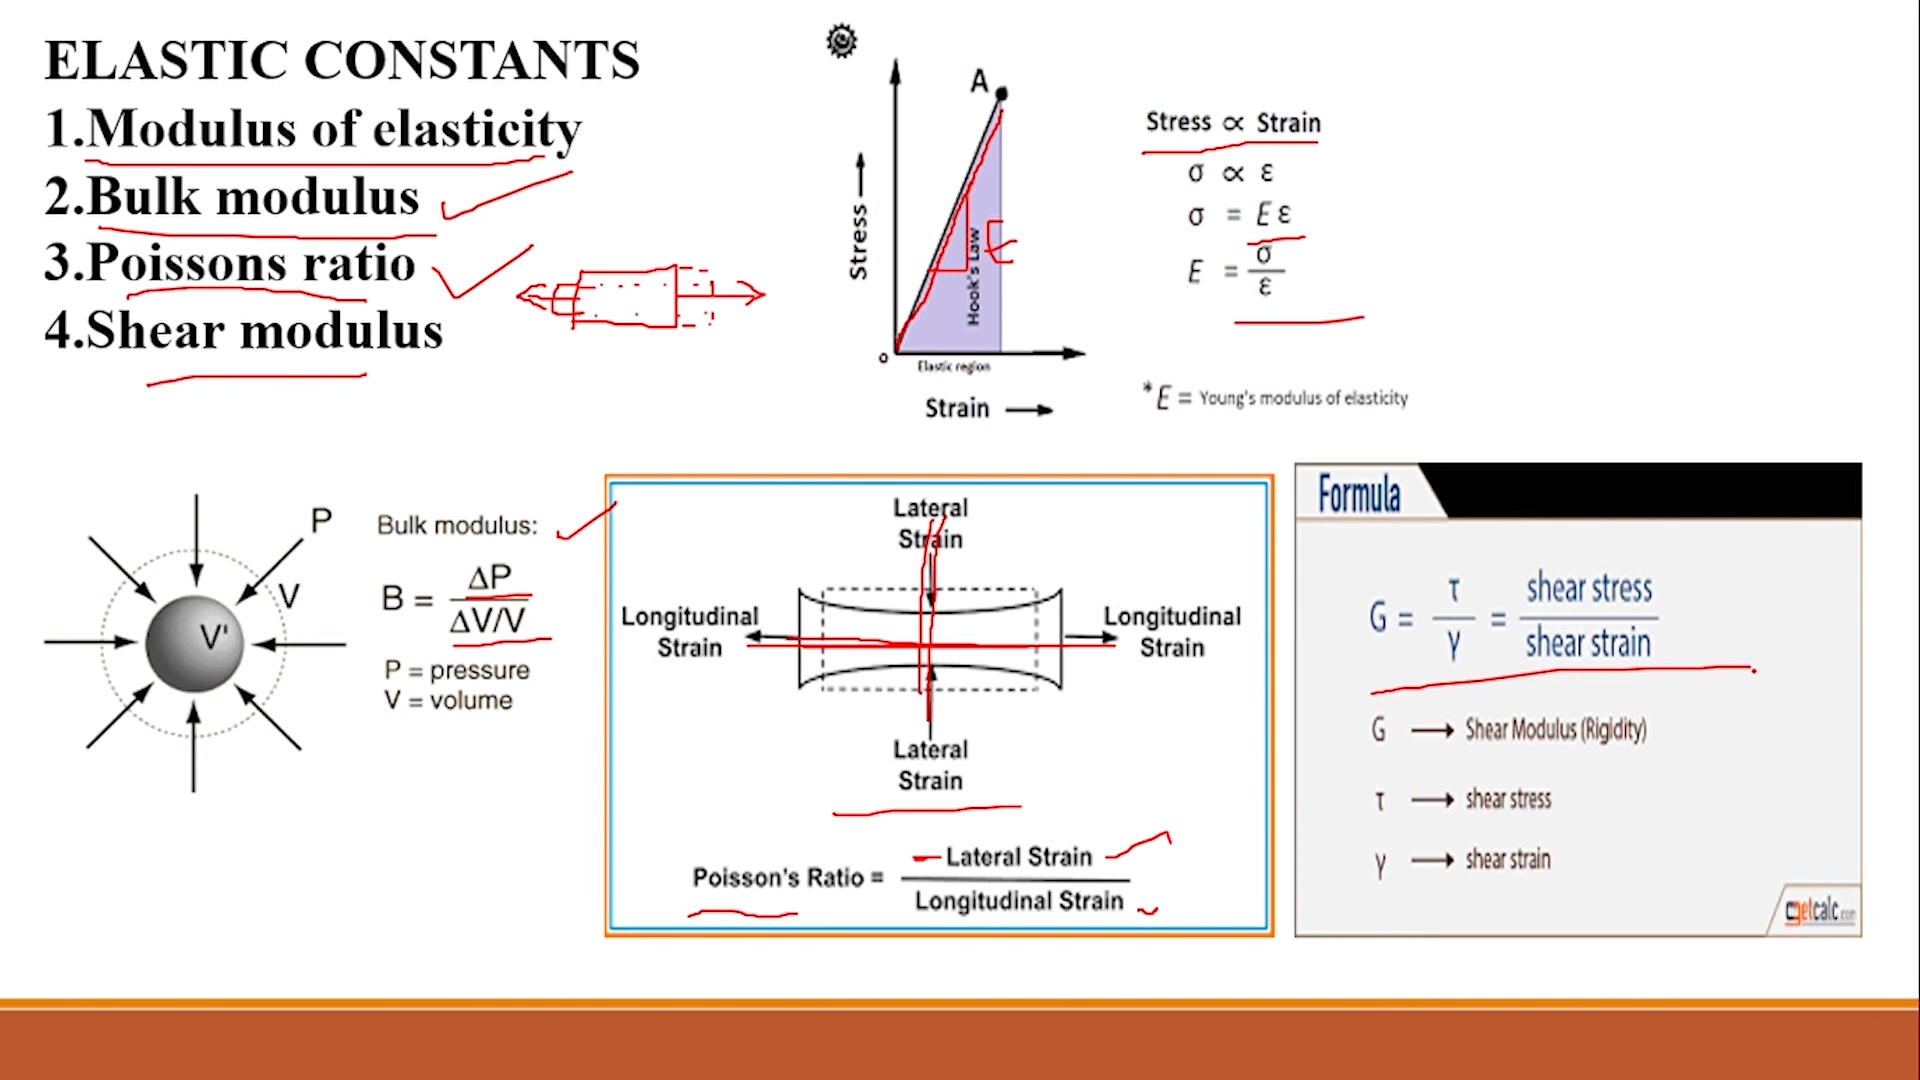 ELASTIC CONSTANTS
1.Modulus of elasticity
2.Bulk modulus
3.Poissons ratio
4.Shear modulus
A
Stress
Hook's Law
E
o
Elastic region
Strain
Stress ∝ Strain
σ ∝ ε
σ = E ε
E = σ / ε
*E = Young's modulus of elasticity
P
V
V'
Bulk modulus:
B = ΔP / ΔV/V
P = pressure
V = volume
Lateral
Strain
Longitudinal
Strain
Longitudinal
Strain
Lateral
Strain
Poisson's Ratio = - Lateral Strain / Longitudinal Strain
Formula
G = τ / γ = shear stress / shear strain
G → Shear Modulus (Rigidity)
τ → shear stress
γ → shear strain
getcalc.com